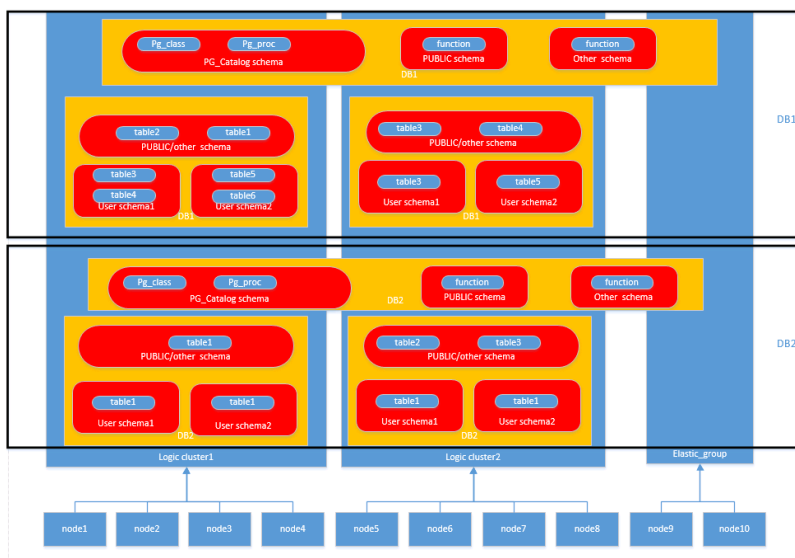 Pg_class Pg_proc
PG_Catalog schema
function
PUBLIC schema
function
Other schema
DB1
DB1
table2 table1
PUBLIC/other schema
table3
table4
User schema1
table5
table6
User schema2
DB1
table3 table4
PUBLIC/other schema
table3
User schema1
table5
User schema2
DB1
Pg_class Pg_proc
PG_Catalog schema
function
PUBLIC schema
function
Other schema
DB2
DB2
table1
PUBLIC/other schema
table1
User schema1
table1
User schema2
DB2
table2 table3
PUBLIC/other schema
table1
User schema1
table1
User schema2
DB2
Logic cluster1
Logic cluster2
Elastic_group
node1 node2 node3 node4 node5 node6 node7 node8 node9 node10